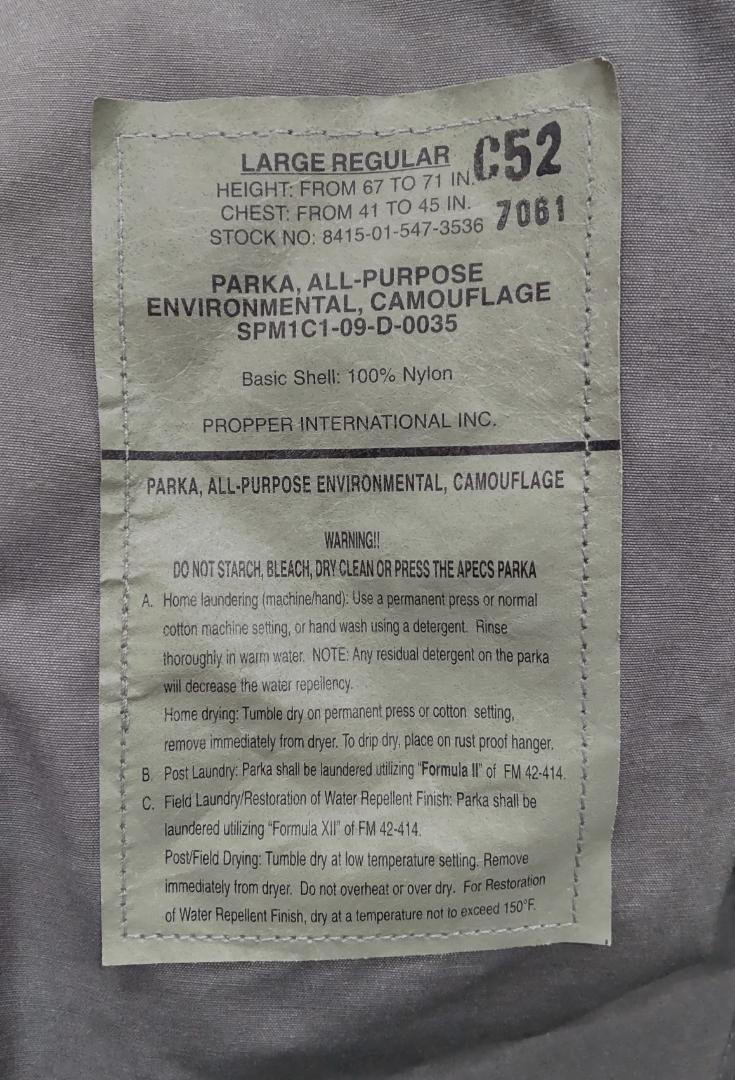 LARGE REGULAR C52
HEIGHT: FROM 67 TO 71 IN.
CHEST: FROM 41 TO 45 IN. 7061
STOCK NO: 8415-01-547-3536
PARKA, ALL-PURPOSE
ENVIRONMENTAL, CAMOUFLAGE
SPM1C1-09-D-0035
Basic Shell: 100% Nylon
PROPPER INTERNATIONAL INC.
PARKA, ALL-PURPOSE ENVIRONMENTAL, CAMOUFLAGE
WARNING!!
DO NOT STARCH, BLEACH, DRY CLEAN OR PRESS THE APECS PARKA
A. Home laundering (machine/hand): Use a permanent press or normal
cotton machine setting, or hand wash using a detergent. Rinse
thoroughly in warm water. NOTE: Any residual detergent on the parka
will decrease the water repellency.
Home drying: Tumble dry on permanent press or cotton setting,
remove immediately from dryer. To drip dry, place on rust proof hanger.
B. Post Laundry: Parka shall be laundered utilizing "Formula II" of FM 42-414.
C. Field Laundry/Restoration of Water Repellent Finish: Parka shall be
laundered utilizing "Formula XII" of FM 42-414.
Post/Field Drying: Tumble dry at low temperature setting. Remove
immediately from dryer. Do not overheat or over dry. For Restoration
of Water Repellent Finish, dry at a temperature not to exceed 150°F.